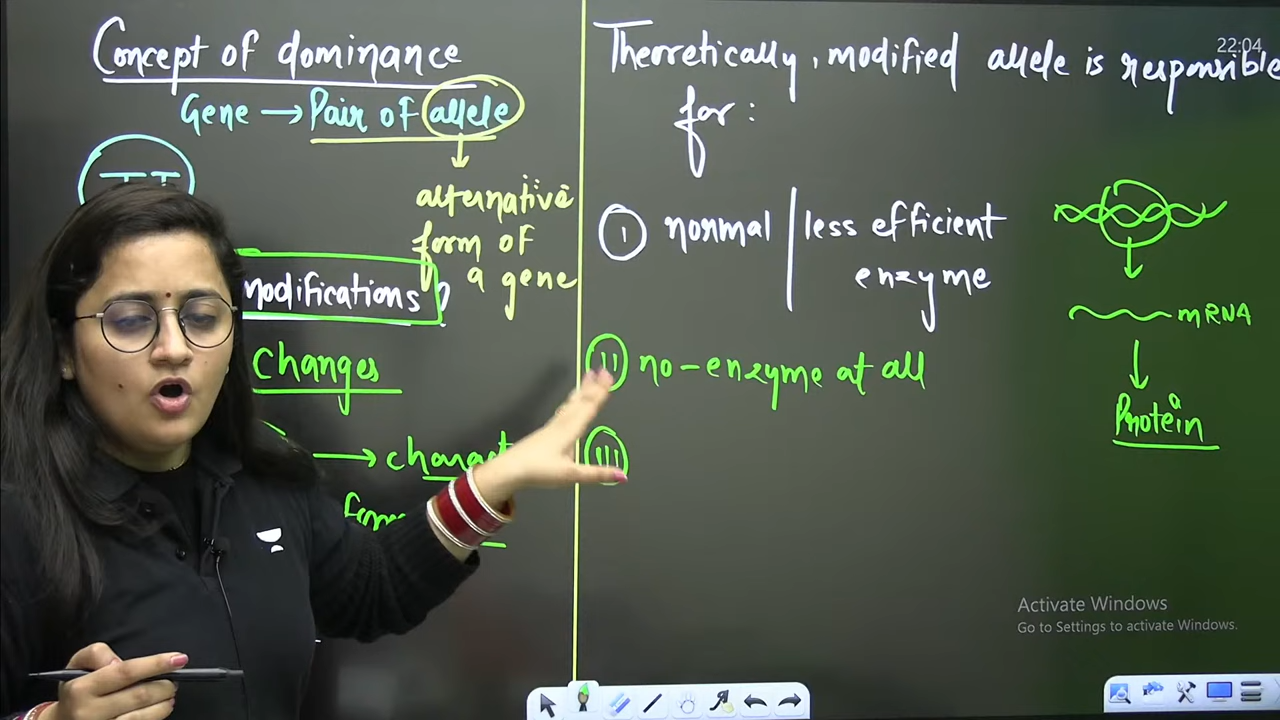 Concept of dominance
Gene → Pair of allele
alternative
form of
a gene
modifications
Changes
→
Theoretically, modified allele is responsible
for :
22:04
I normal | less efficient
enzyme
II no-enzyme at all
III
mRNA
Protein
Activate Windows
Go to Settings to activate Windows.